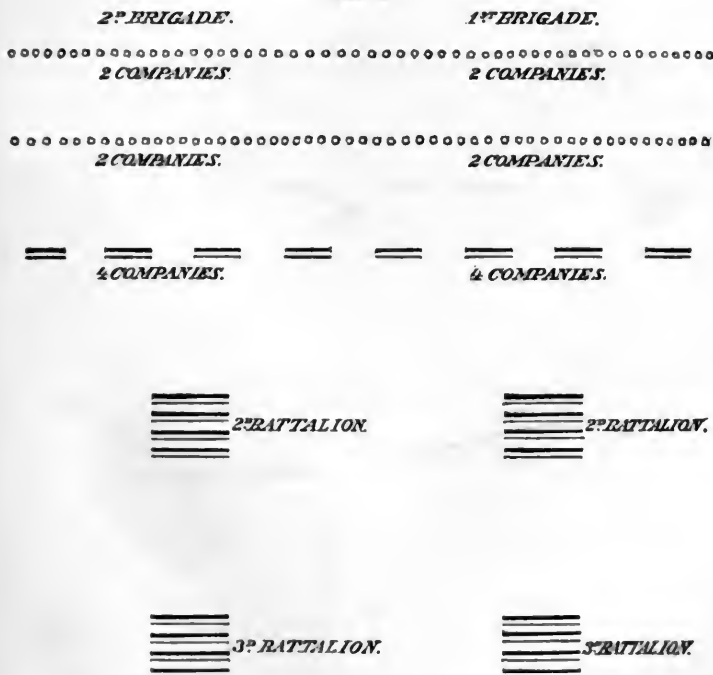 2D BRIGADE. 1ST BRIGADE.
2 COMPANIES 2 COMPANIES.
2 COMPANIES. 2 COMPANIES.
4 COMPANIES. 4 COMPANIES.
2D BATTALION. 2D BATTALION.
3D BATTALION. 3D BATTALION.